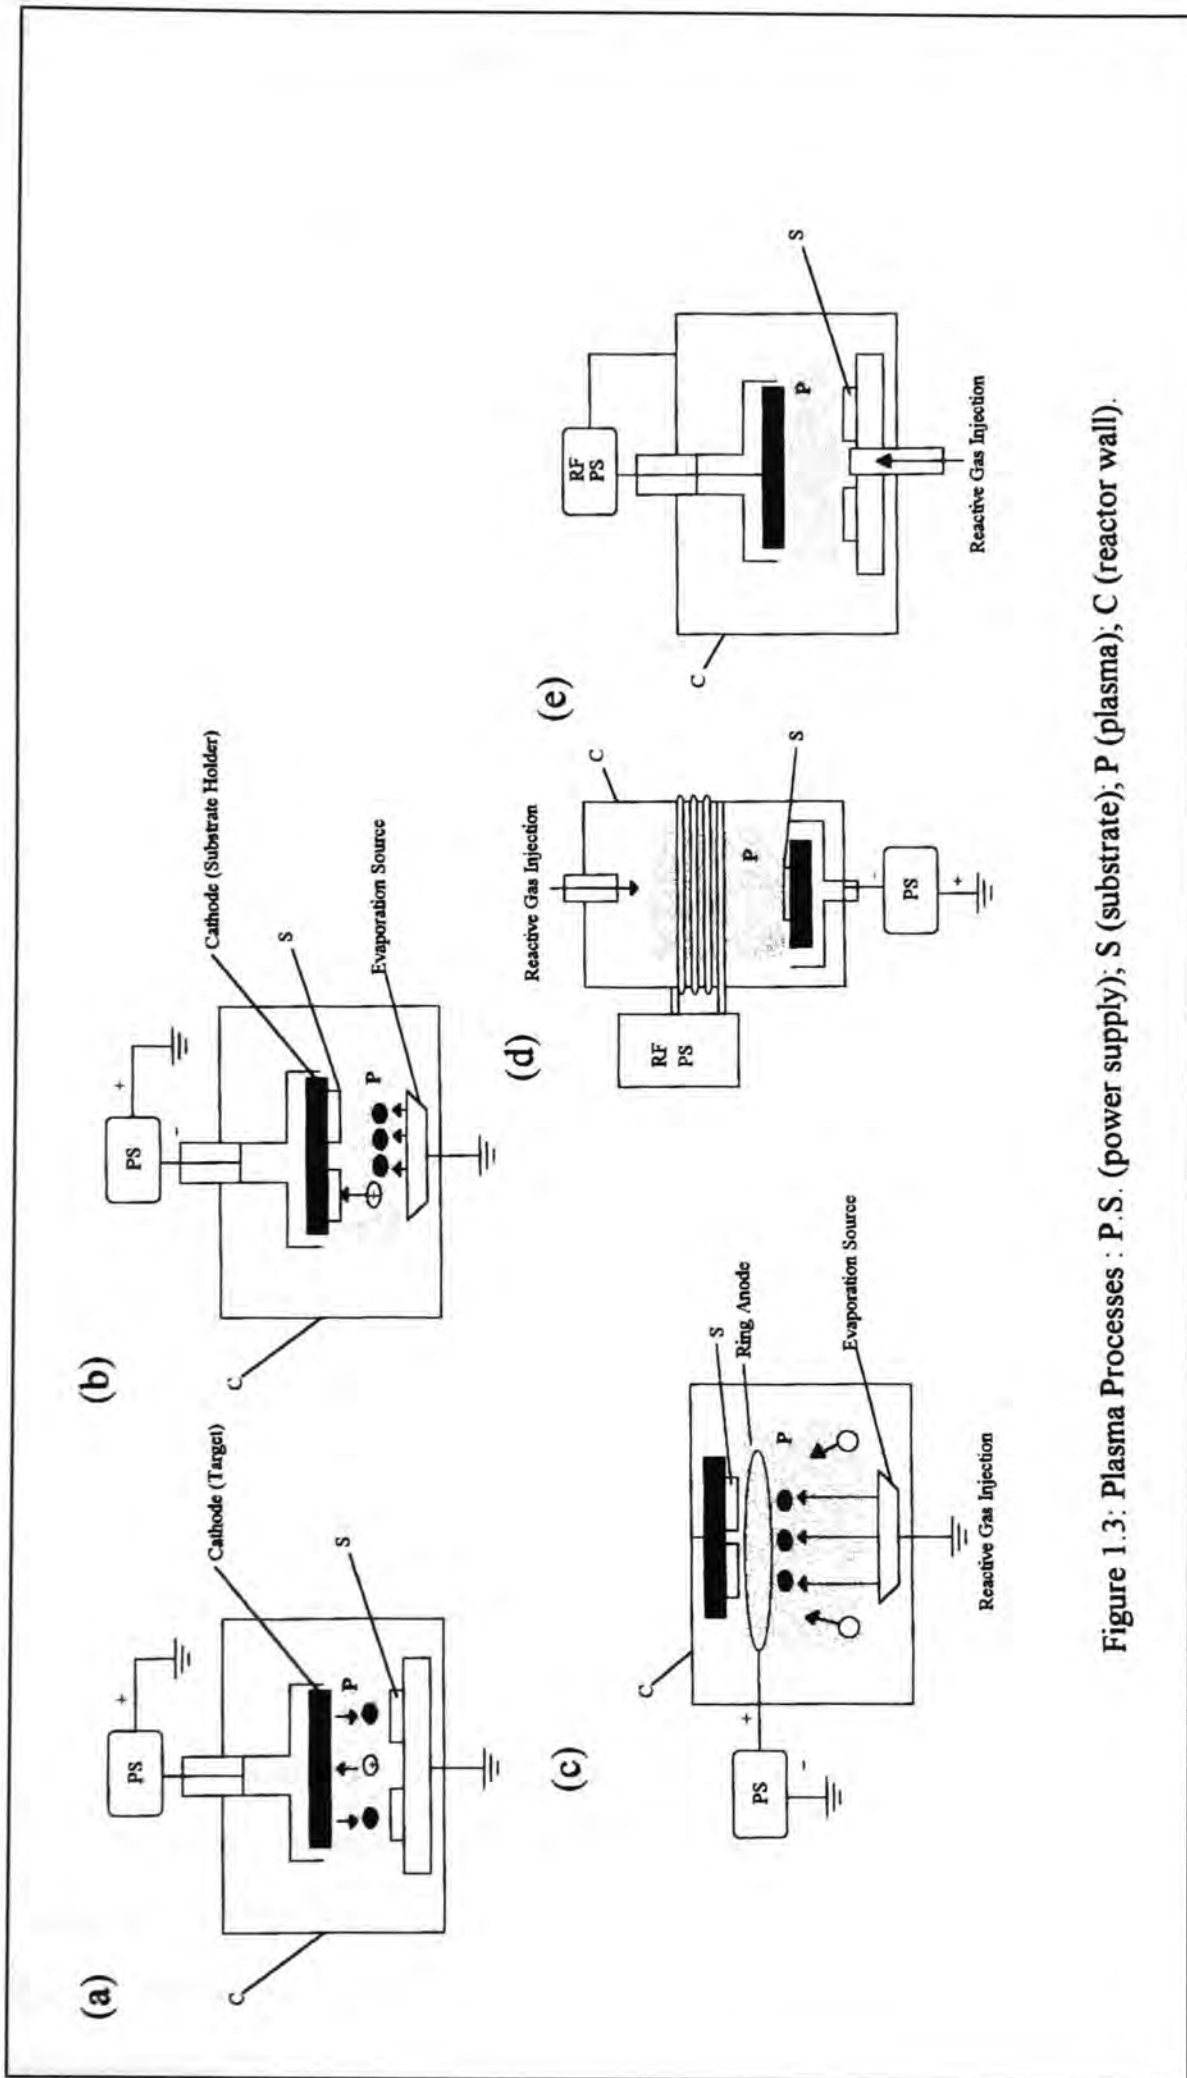 (a)
PS
+
Cathode (Target)
P
+
S
C
(b)
PS
+
-
Cathode (Substrate Holder)
S
P
+
Evaporation Source
C
(c)
C
S
Ring Anode
P
PS
+
-
Evaporation Source
Reactive Gas Injection
(d)
Reactive Gas Injection
C
RF
PS
P
S
-
PS
+
(e)
RF
PS
P
S
C
Reactive Gas Injection
Figure 1.3: Plasma Processes : P.S. (power supply); S (substrate); P (plasma); C (reactor wall).